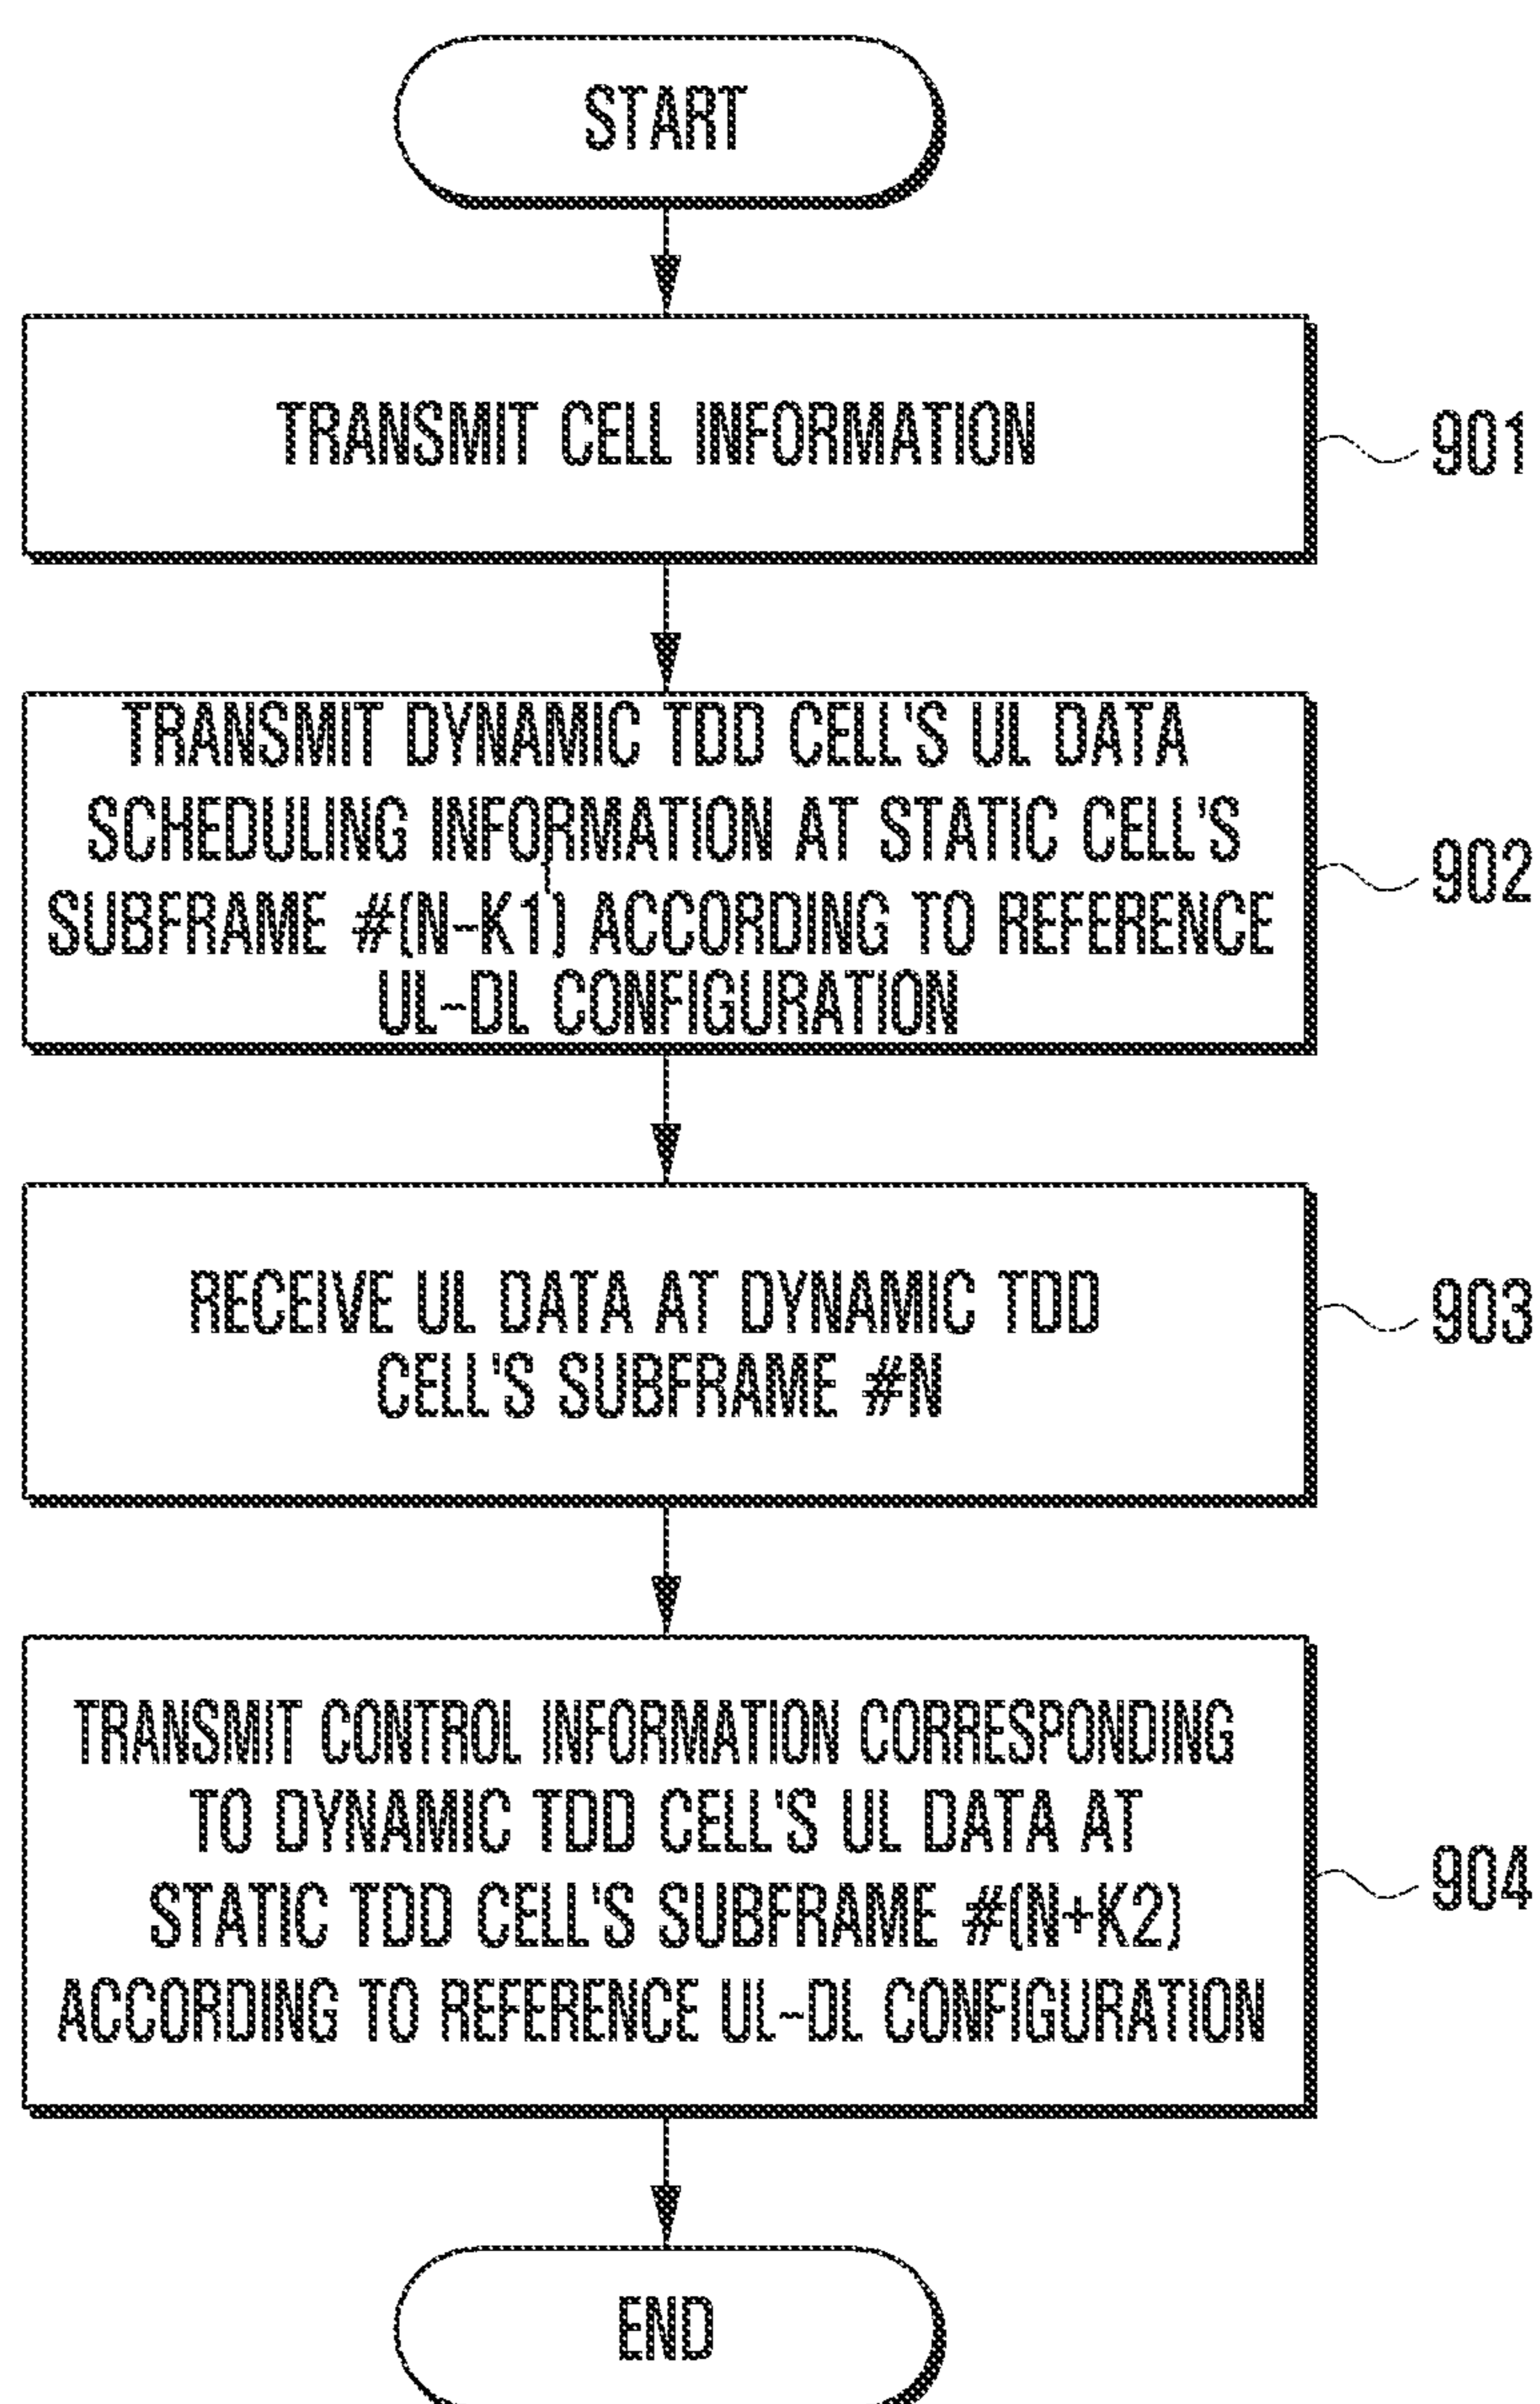 START
TRANSMIT CELL INFORMATION
901
TRANSMIT DYNAMIC TDD CELL'S UL DATA
SCHEDULING INFORMATION AT STATIC CELL'S
SUBFRAME #(N-K1) ACCORDING TO REFERENCE
UL-DL CONFIGURATION
902
RECEIVE UL DATA AT DYNAMIC TDD
CELL'S SUBFRAME #N
903
TRANSMIT CONTROL INFORMATION CORRESPONDING
TO DYNAMIC TDD CELL'S UL DATA AT
STATIC TDD CELL'S SUBFRAME #(N+K2)
ACCORDING TO REFERENCE UL-DL CONFIGURATION
904
END